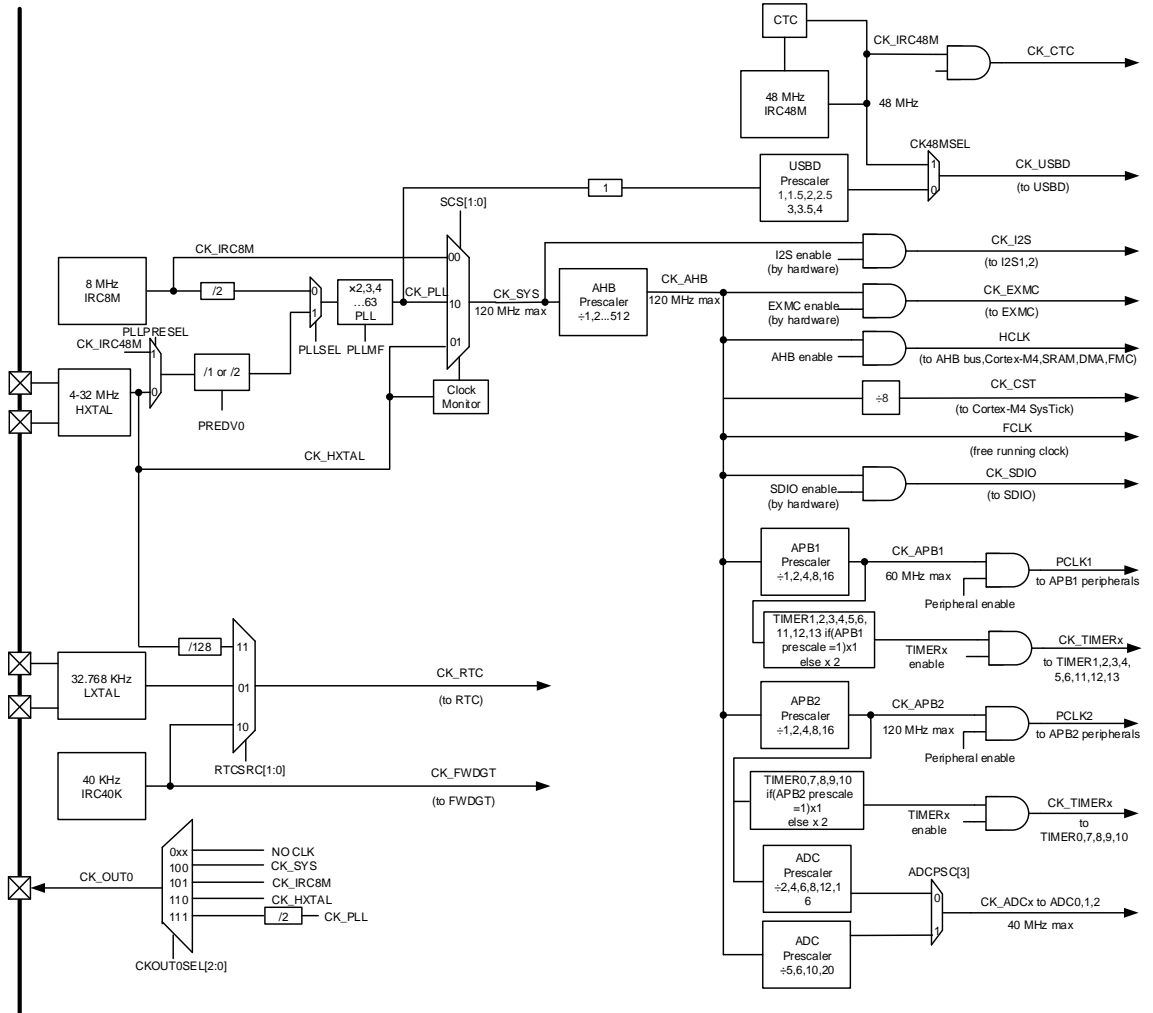 CTC
CK_IRC48M
CK_CTC
48 MHz
IRC48M
48 MHz
CK48MSEL
1
0
CK_USBD
(to USBD)
USBD
Prescaler
1,1.5,2,2.5
3,3.5,4
1
SCS[1:0]
CK_IRC8M
00
8 MHz
IRC8M
/2
0
1
×2,3,4
…63
PLL
CK_PLL
10
CK_SYS
120 MHz max
AHB
Prescaler
÷1,2...512
CK_AHB
120 MHz max
I2S enable
(by hardware)
CK_I2S
(to I2S1,2)
EXMC enable
(by hardware)
CK_EXMC
(to EXMC)
AHB enable
HCLK
(to AHB bus,Cortex-M4,SRAM,DMA,FMC)
PLLPRESEL
CK_IRC48M
1
0
PLLSEL
PLLMF
01
/1 or /2
PREDV0
4-32 MHz
HXTAL
Clock
Monitor
÷8
CK_CST
(to Cortex-M4 SysTick)
FCLK
(free running clock)
CK_HXTAL
SDIO enable
(by hardware)
CK_SDIO
(to SDIO)
APB1
Prescaler
÷1,2,4,8,16
CK_APB1
60 MHz max
Peripheral enable
PCLK1
to APB1 peripherals
TIMER1,2,3,4,5,6,
11,12,13 if(APB1
prescale =1)x1
else x 2
TIMERx
enable
CK_TIMERx
to TIMER1,2,3,4,
5,6,11,12,13
/128
11
32.768 KHz
LXTAL
01
CK_RTC
(to RTC)
10
RTCSRC[1:0]
APB2
Prescaler
÷1,2,4,8,16
CK_APB2
120 MHz max
Peripheral enable
PCLK2
to APB2 peripherals
40 KHz
IRC40K
CK_FWDGT
(to FWDGT)
TIMER0,7,8,9,10
if(APB2 prescale
=1)x1
else x 2
TIMERx
enable
CK_TIMERx
to
TIMER0,7,8,9,10
CK_OUT0
0xx
NO CLK
100
CK_SYS
101
CK_IRC8M
110
CK_HXTAL
111
/2
CK_PLL
CKOUT0SEL[2:0]
ADC
Prescaler
÷2,4,6,8,12,1
6
ADCPSC[3]
0
1
CK_ADCx to ADC0,1,2
40 MHz max
ADC
Prescaler
÷5,6,10,20